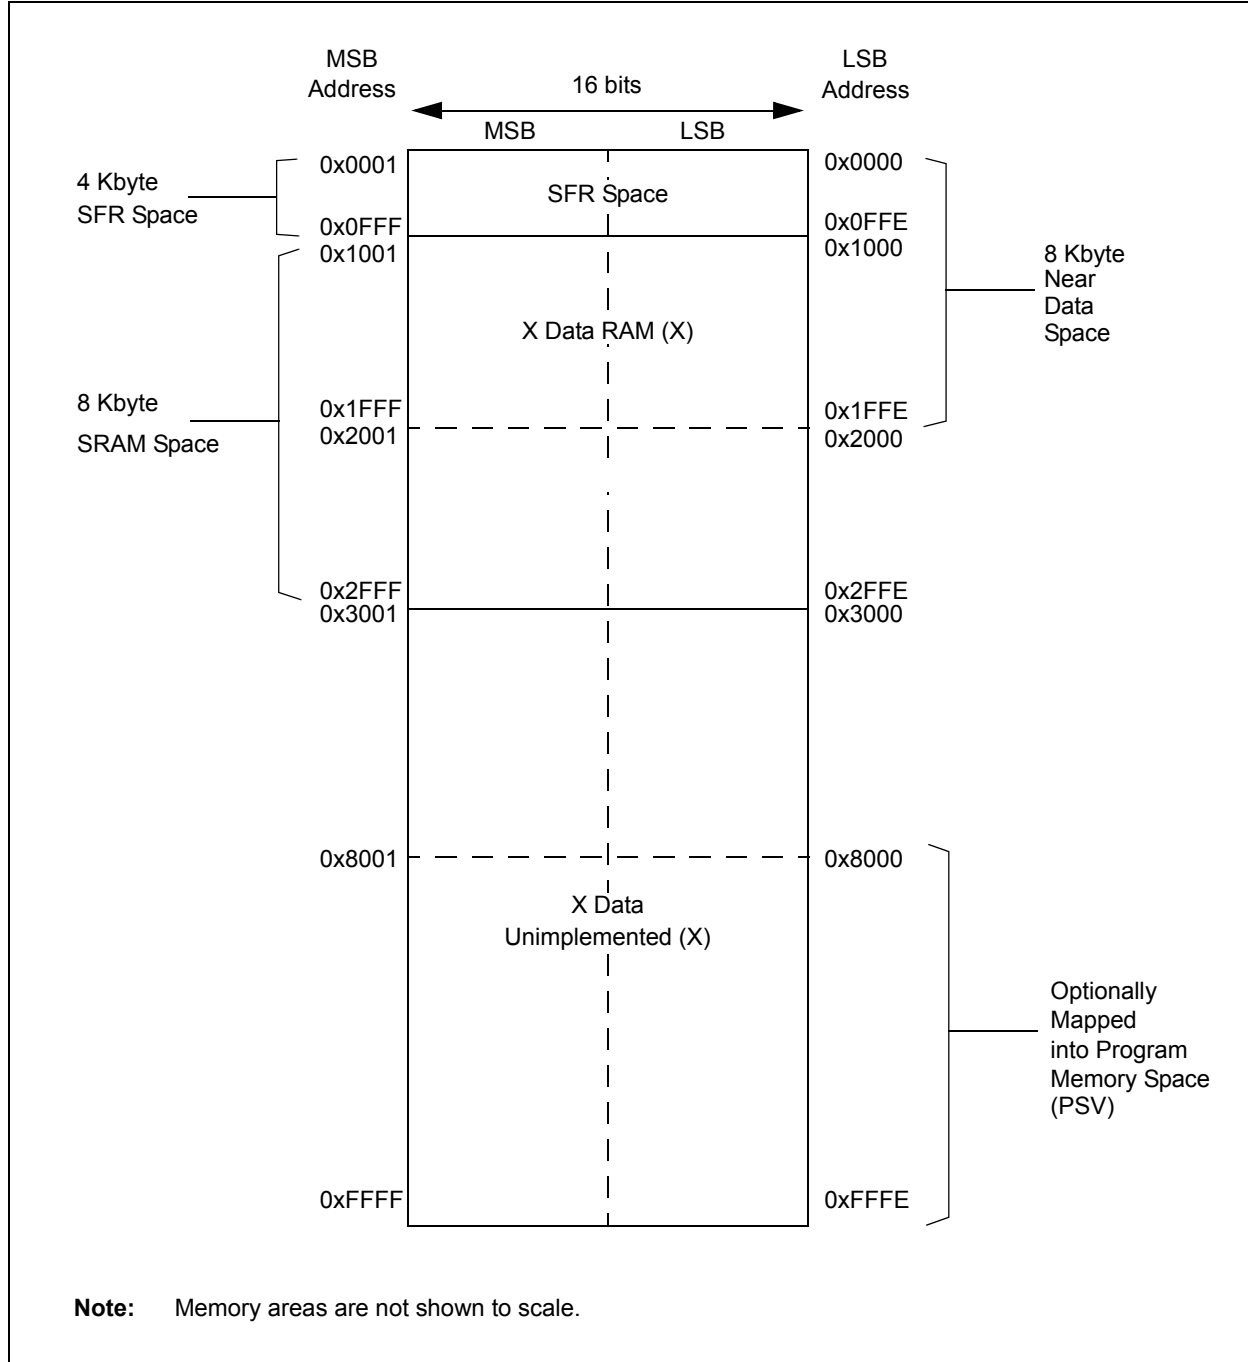 MSB
Address
16 bits
LSB
Address
MSB
LSB
4 Kbyte
SFR Space
0x0001
SFR Space
0x0000
0x0FFF
0x0FFE
0x1001
0x1000
8 Kbyte
Near
Data
Space
X Data RAM (X)
8 Kbyte
SRAM Space
0x1FFF
0x1FFE
0x2001
0x2000
0x2FFF
0x2FFE
0x3001
0x3000
0x8001
0x8000
X Data
Unimplemented (X)
Optionally
Mapped
into Program
Memory Space
(PSV)
0xFFFF
0xFFFE
Note: Memory areas are not shown to scale.